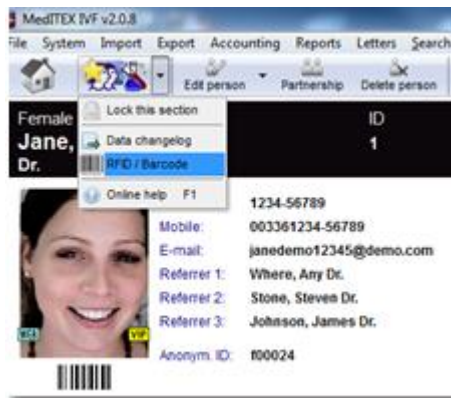 MedITEX IVF v2.0.8
File System Import Export Accounting Reports Letters Search
Edit person Partnership Delete person
Lock this section
Data changelog
RFID / Barcode
Online help F1
Female ID
Jane, 1
Dr.
1234-56789
Mobile: 003361234-56789
E-mail: janedemo12345@demo.com
Referrer 1: Where, Any Dr.
Referrer 2: Stone, Steven Dr.
Referrer 3: Johnson, James Dr.
VIP
Anonym. ID: f00024